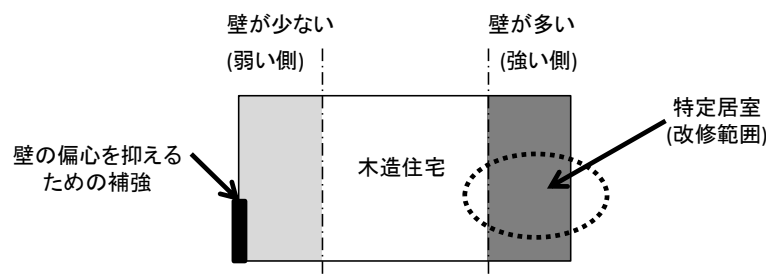 壁が少ない
(弱い側)
壁が多い
(強い側)
特定居室
(改修範囲)
壁の偏心を抑える
ための補強
木造住宅